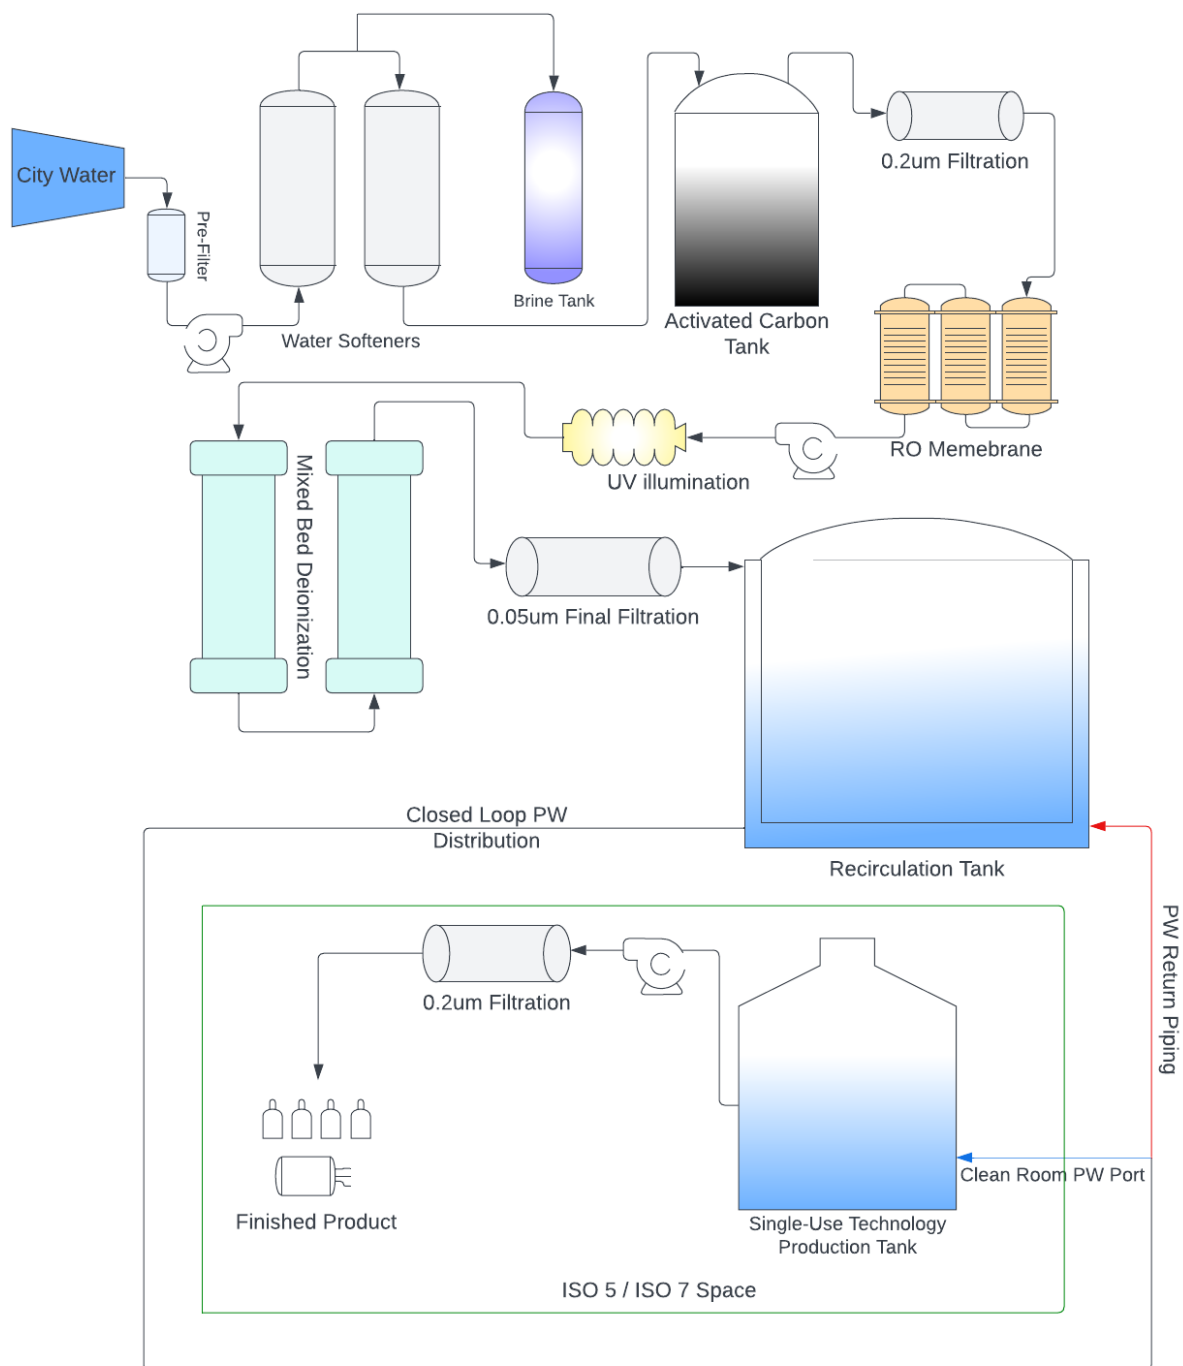 City Water
Pre-Filter
Water Softeners
Brine Tank
Activated Carbon
Tank
0.2um Filtration
RO Memebrane
UV illumination
Mixed Bed Deionization
0.05um Final Filtration
Recirculation Tank
Closed Loop PW
Distribution
PW Return Piping
0.2um Filtration
Clean Room PW Port
Single-Use Technology
Production Tank
Finished Product
ISO 5 / ISO 7 Space